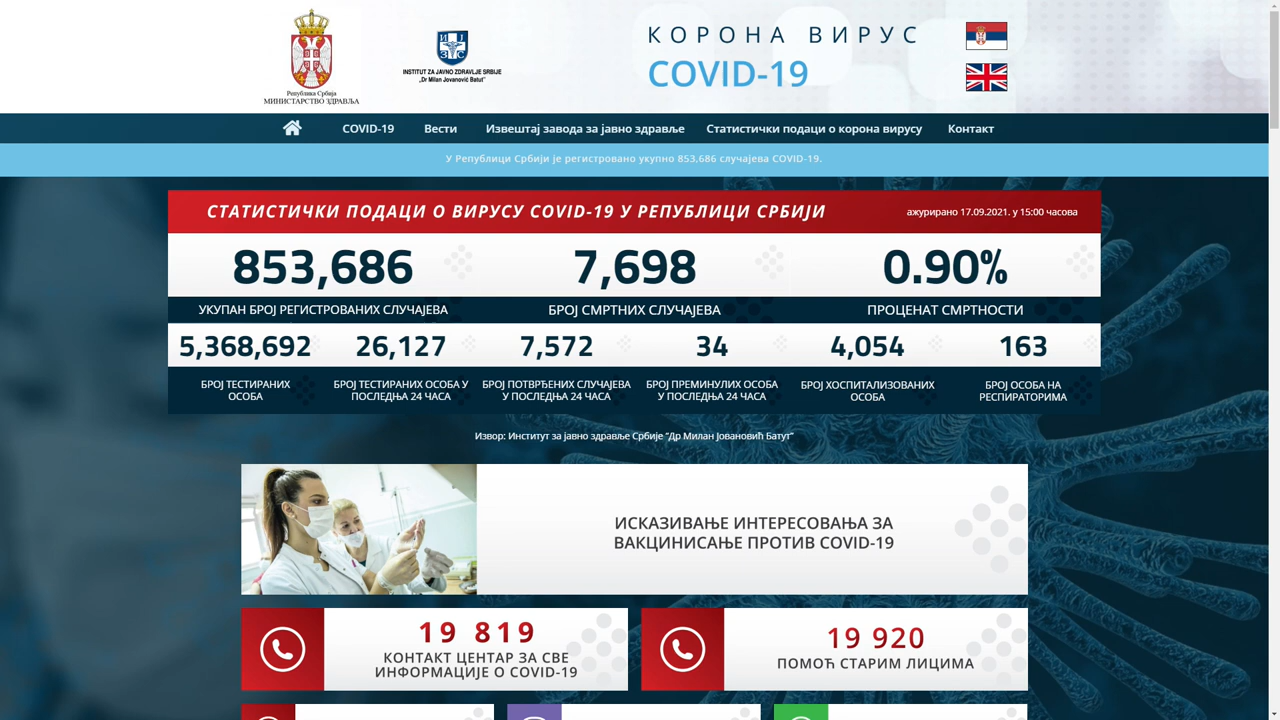 Република Србија
МИНИСТАРСТВО ЗДРАВЉА
ИЈ
ЗС
INSTITUT ZA JAVNO ZDRAVLJE SRBIJE
„Dr Milan Jovanović Batut"
КОРОНА ВИРУС
COVID-19
COVID-19 Вести Извештај завода за јавно здравље Статистички подаци о корона вирусу Контакт
У Републици Србији је регистровано укупно 853,686 случајева COVID-19.
СТАТИСТИЧКИ ПОДАЦИ О ВИРУСУ COVID-19 У РЕПУБЛИЦИ СРБИЈИ
ажурирано 17.09.2021. у 15:00 часова
853,686 7,698 0.90%
УКУПАН БРОЈ РЕГИСТРОВАНИХ СЛУЧАЈЕВА БРОЈ СМРТНИХ СЛУЧАЈЕВА ПРОЦЕНАТ СМРТНОСТИ
5,368,692 26,127 7,572 34 4,054 163
БРОЈ ТЕСТИРАНИХ
ОСОБА
БРОЈ ТЕСТИРАНИХ ОСОБА У
ПОСЛЕДЊА 24 ЧАСА
БРОЈ ПОТВРЂЕНИХ СЛУЧАЈЕВА
У ПОСЛЕДЊА 24 ЧАСА
БРОЈ ПРЕМИНУЛИХ ОСОБА
У ПОСЛЕДЊА 24 ЧАСА
БРОЈ ХОСПИТАЛИЗОВАНИХ
ОСОБА
БРОЈ ОСОБА НА
РЕСПИРАТОРИМА
Извор: Институт за јавно здравље Србије "Др Милан Јовановић Батут"
ИСКАЗИВАЊЕ ИНТЕРЕСОВАЊА ЗА
ВАКЦИНИСАЊЕ ПРОТИВ COVID-19
19 819
КОНТАКТ ЦЕНТАР ЗА СВЕ
ИНФОРМАЦИЈЕ О COVID-19
19 920
ПОМОЋ СТАРИМ ЛИЦИМА